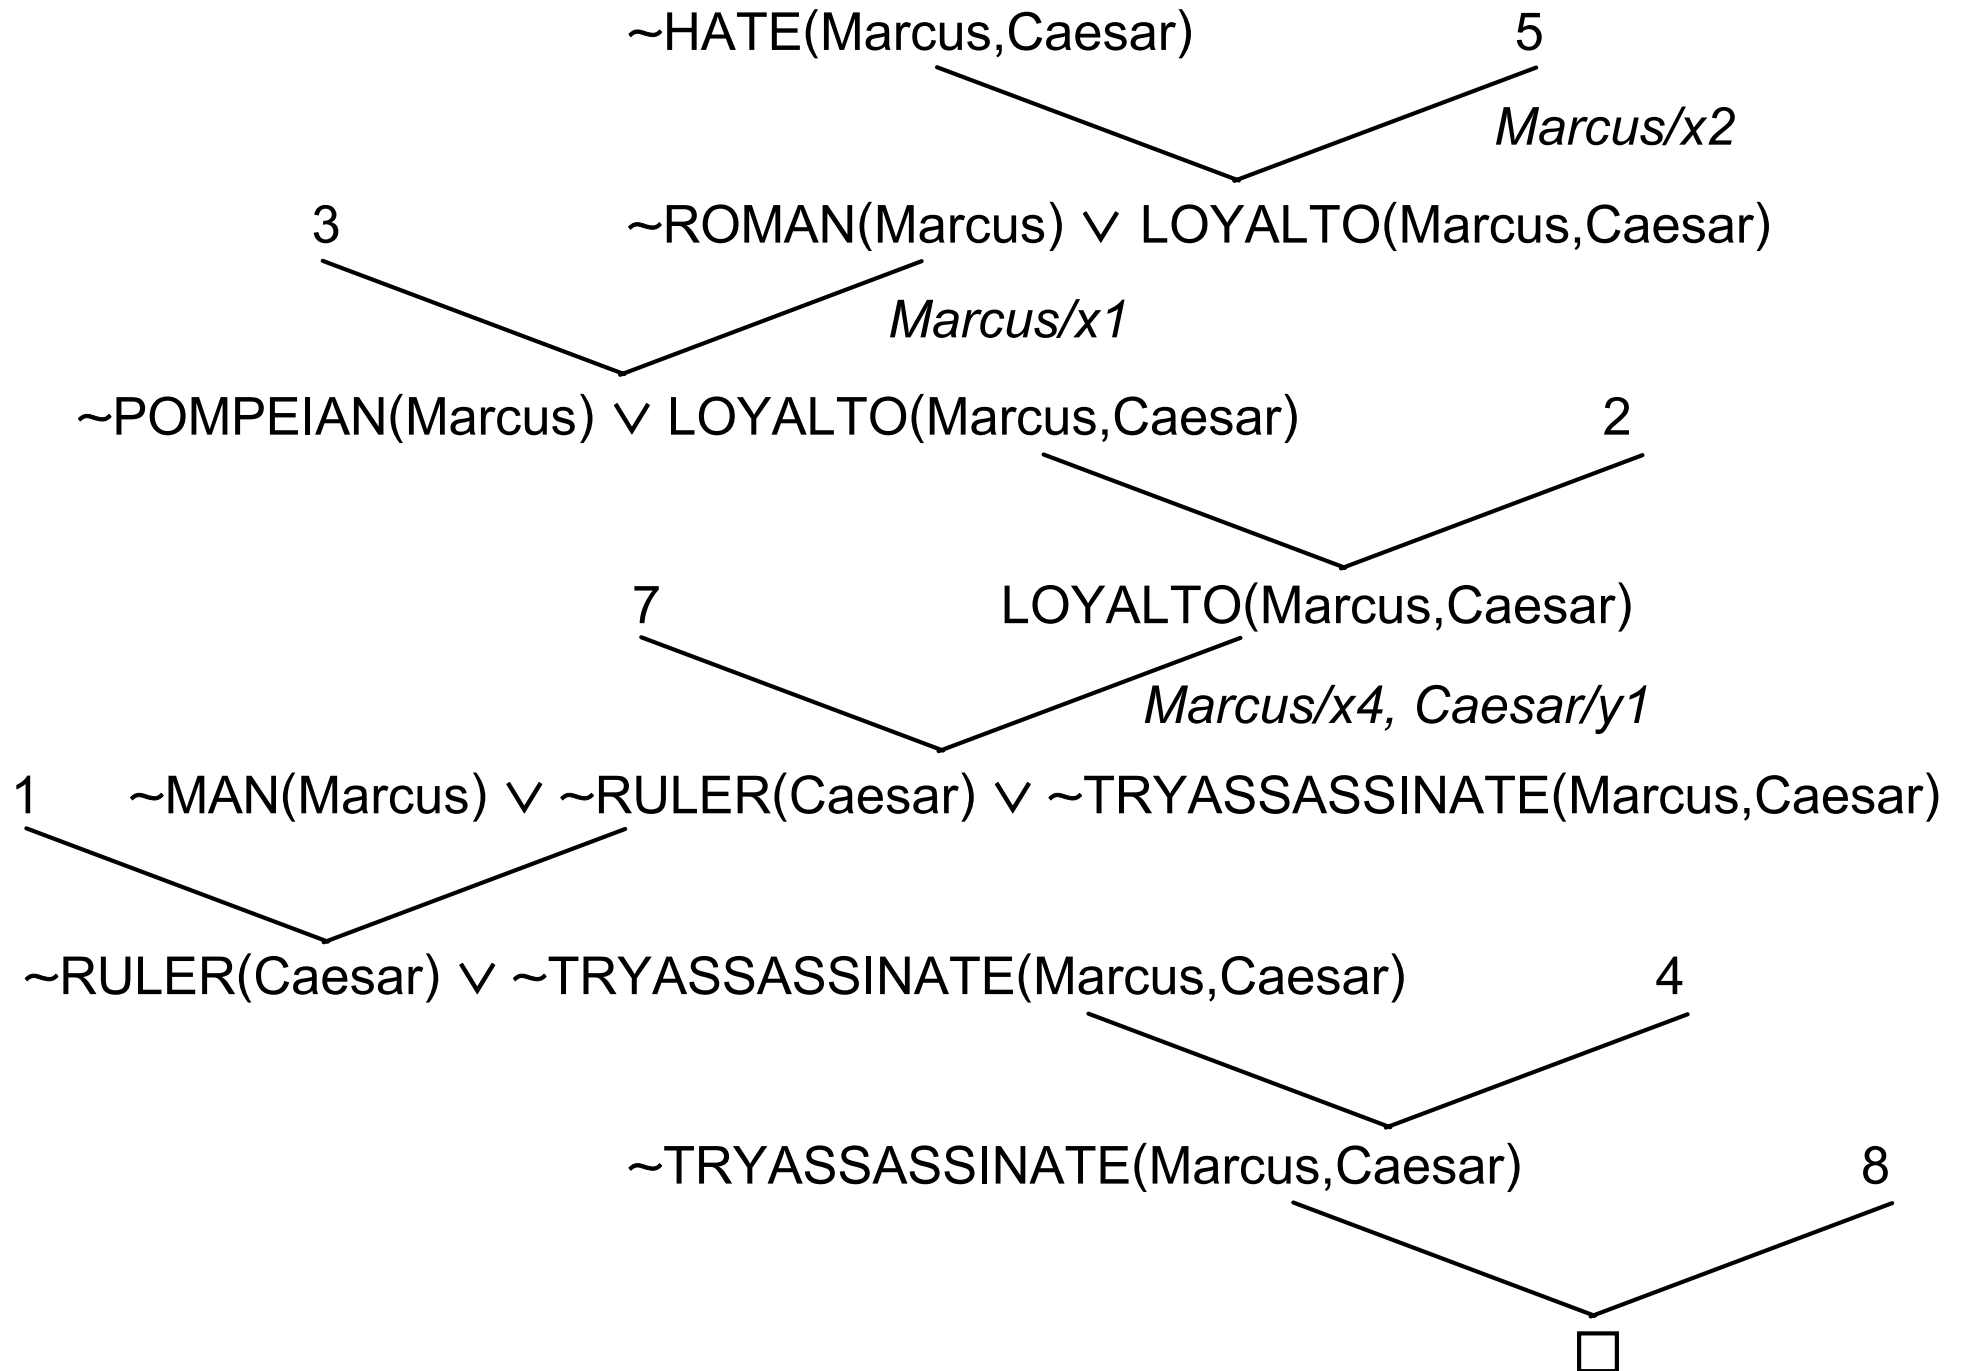 ~HATE(Marcus,Caesar) 5
Marcus/x2
3 ~ROMAN(Marcus) ∨ LOYALTO(Marcus,Caesar)
Marcus/x1
~POMPEIAN(Marcus) ∨ LOYALTO(Marcus,Caesar) 2
7 LOYALTO(Marcus,Caesar)
Marcus/x4, Caesar/y1
1 ~MAN(Marcus) ∨ ~RULER(Caesar) ∨ ~TRYASSASSINATE(Marcus,Caesar)
~RULER(Caesar) ∨ ~TRYASSASSINATE(Marcus,Caesar) 4
~TRYASSASSINATE(Marcus,Caesar) 8
□